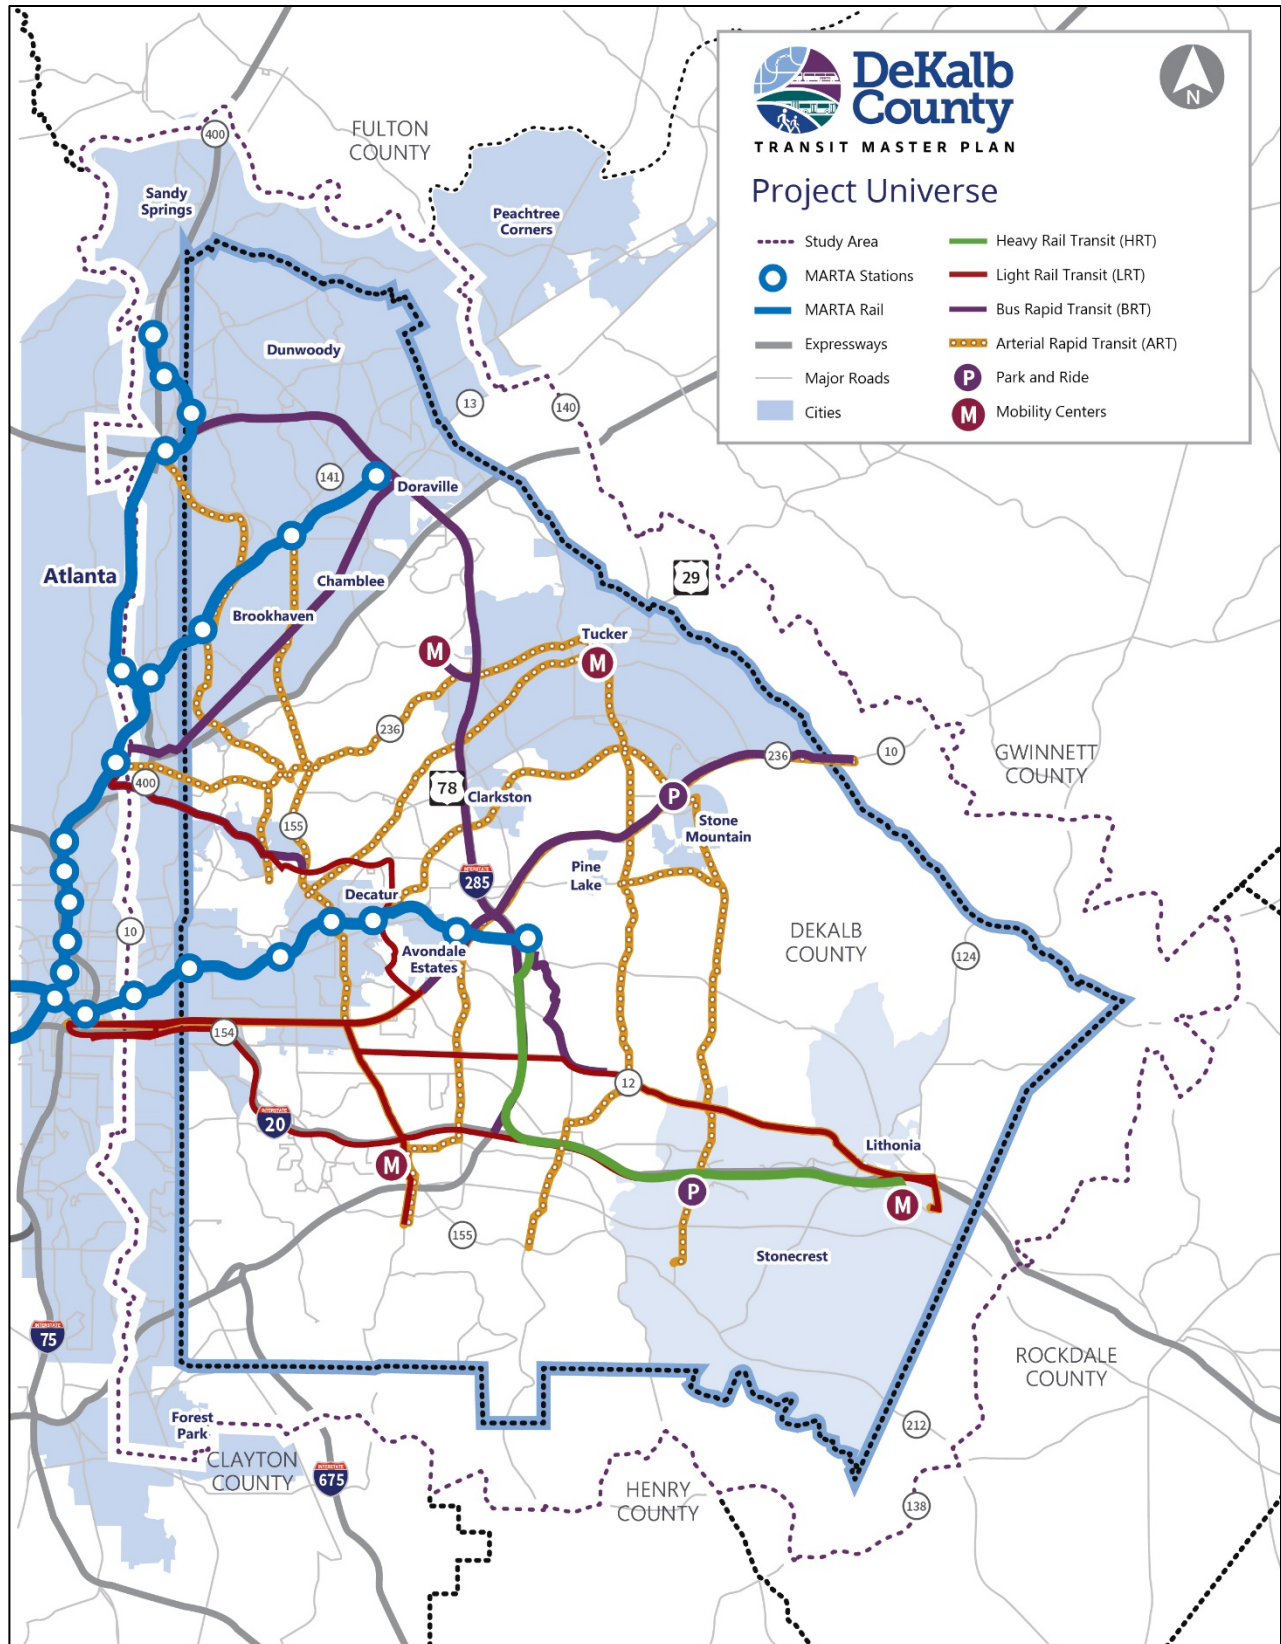 DeKalb
County
TRANSIT MASTER PLAN
N
Project Universe
Study Area
MARTA Stations
MARTA Rail
Expressways
Major Roads
Cities
Heavy Rail Transit (HRT)
Light Rail Transit (LRT)
Bus Rapid Transit (BRT)
Arterial Rapid Transit (ART)
P Park and Ride
M Mobility Centers
400
FULTON
COUNTY
Sandy
Springs
Peachtree
Corners
Dunwoody
13
140
141
Doraville
Atlanta
Chamblee
29
Brookhaven
Tucker
M
M
236
236
10
GWINNETT
COUNTY
400
78
Clarkston
P
155
Stone
Mountain
Pine
Lake
INTERSTATE
285
Decatur
10
DEKALB
COUNTY
Avondale
Estates
124
154
12
INTERSTATE
20
Lithonia
M
P
M
155
Stonecrest
INTERSTATE
75
ROCKDALE
COUNTY
Forest
Park
212
CLAYTON
COUNTY
INTERSTATE
675
HENRY
COUNTY
138